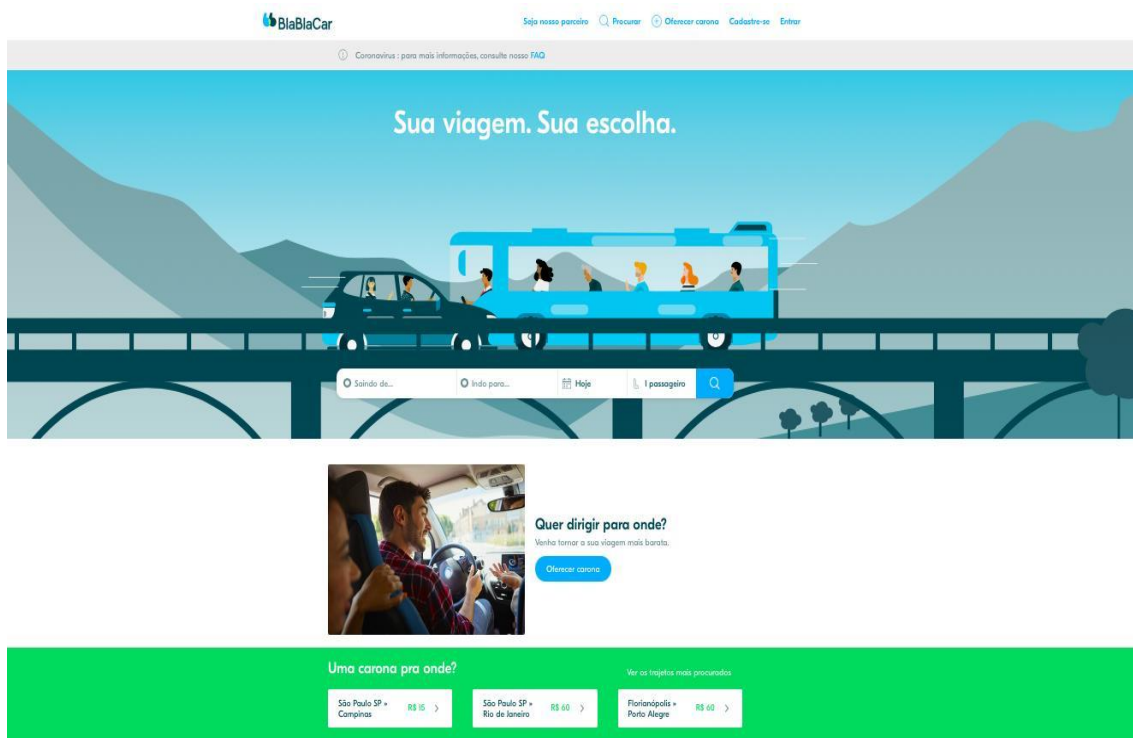 BlaBlaCar
Seja nosso parceiro Procurar Oferecer carona Cadastre-se Entrar
Coronavírus : para mais informações, consulte nosso FAQ
Sua viagem. Sua escolha.
Saindo de... Indo para... Hoje 1 passageiro
Quer dirigir para onde?
Venha tornar a sua viagem mais barata.
Oferecer carona
Uma carona pra onde?
Ver os trajetos mais procurados
São Paulo SP »
Campinas
R$ 15
São Paulo SP »
Rio de Janeiro
R$ 60
Florianópolis »
Porto Alegre
R$ 60